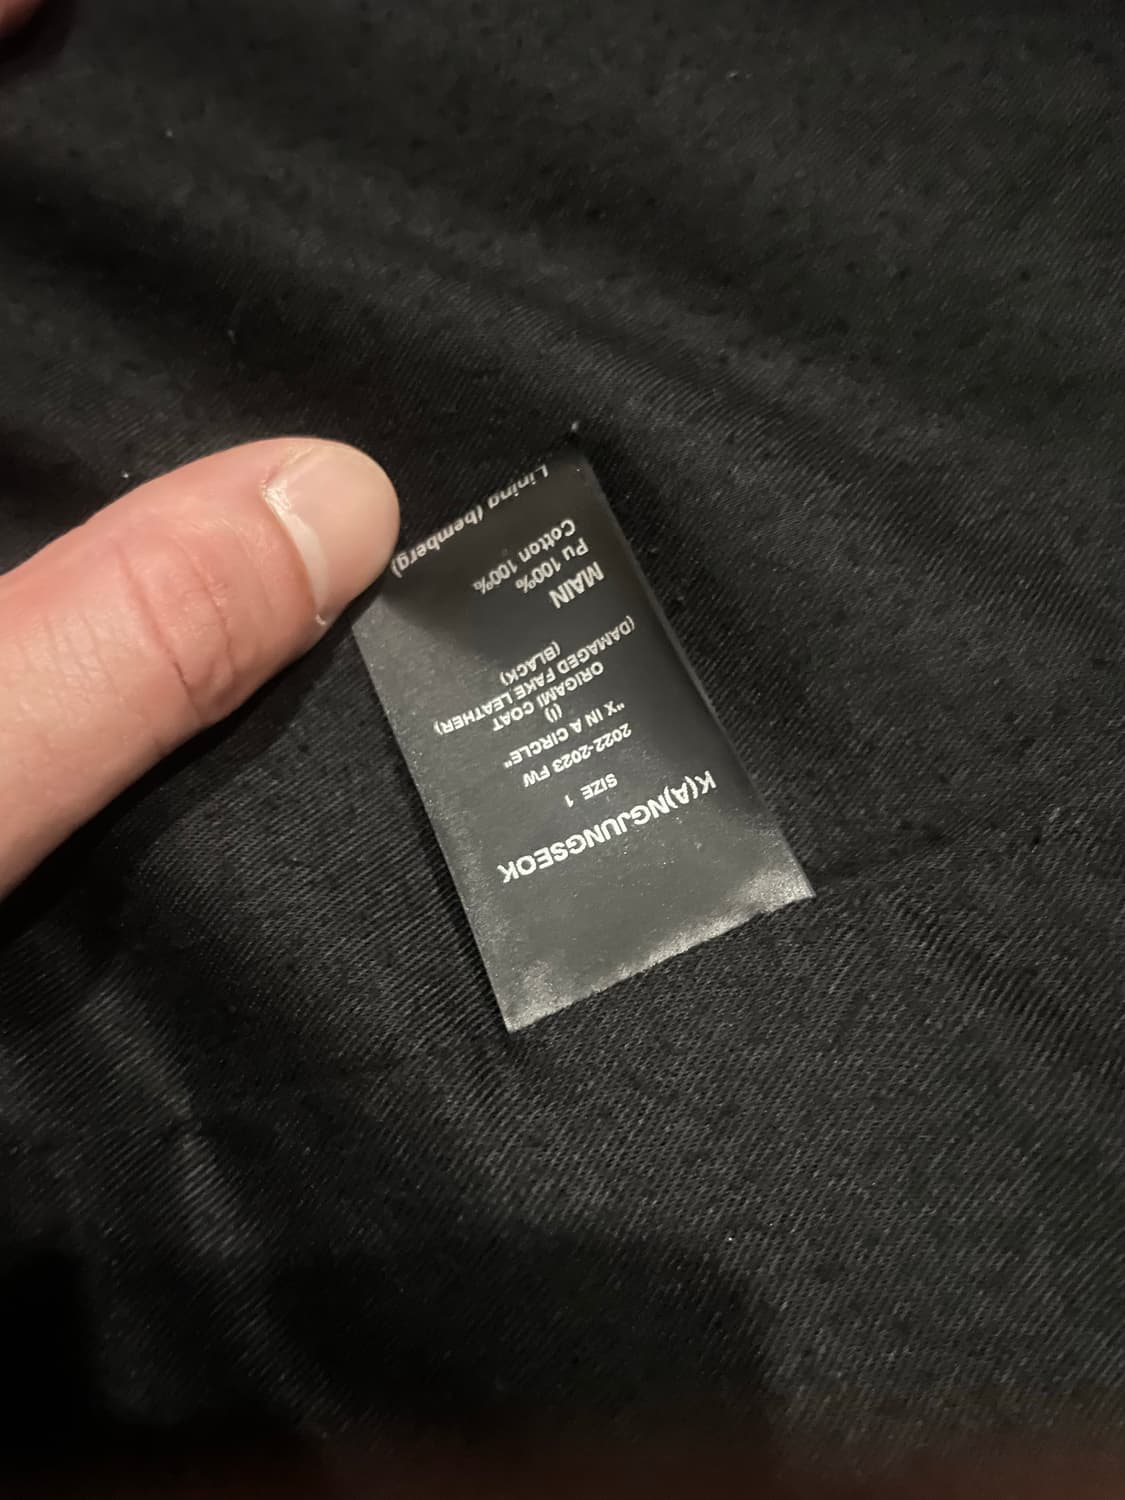 K(A)NGJUNGSEOK
SIZE 1
2022-2023 FW
"X IN A CIRCLE"
(I)
ORIGAMI COAT
(DAMAGED FAKE LEATHER)
(BLACK)
MAIN
Pu 100%
Cotton 100%
Lining (bemberg)